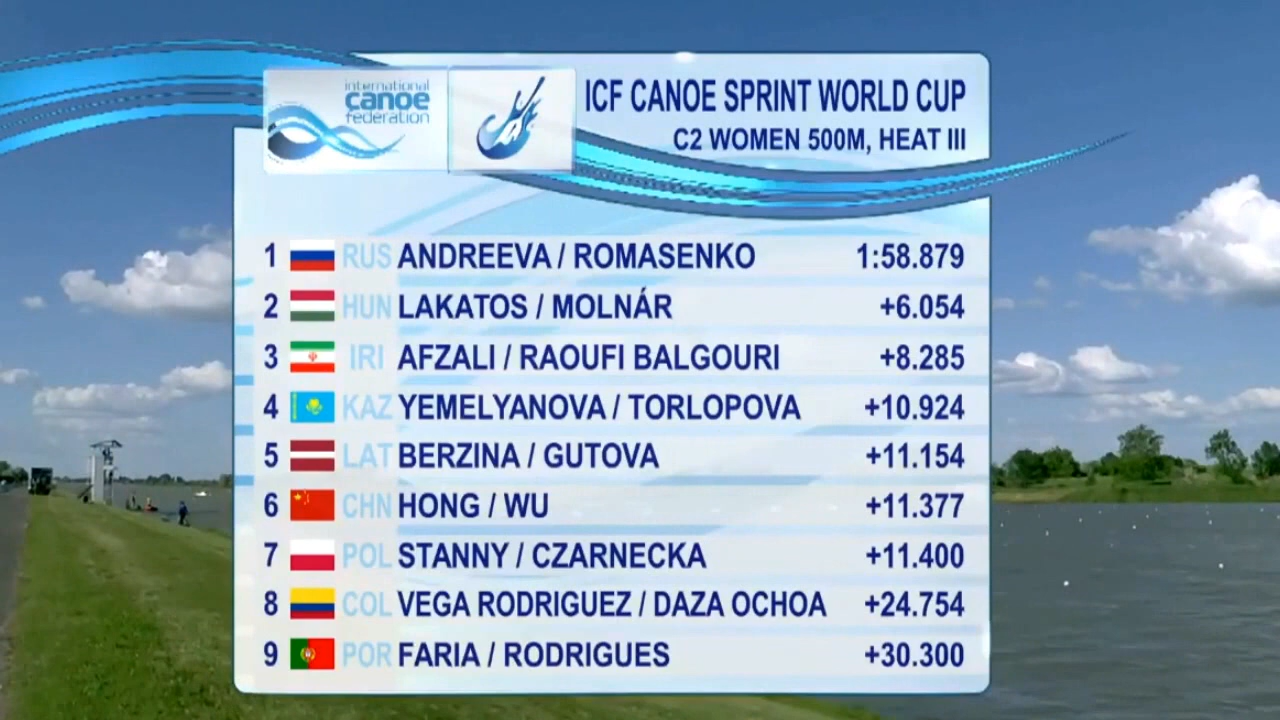 international
canoe
federation
ICF CANOE SPRINT WORLD CUP
C2 WOMEN 500M, HEAT III
1 RUS ANDREEVA / ROMASENKO 1:58.879
2 HUN LAKATOS / MOLNÁR +6.054
3 IRI AFZALI / RAOUFI BALGOURI +8.285
4 KAZ YEMELYANOVA / TORLOPOVA +10.924
5 LAT BERZINA / GUTOVA +11.154
6 CHN HONG / WU +11.377
7 POL STANNY / CZARNECKA +11.400
8 COL VEGA RODRIGUEZ / DAZA OCHOA +24.754
9 POR FARIA / RODRIGUES +30.300